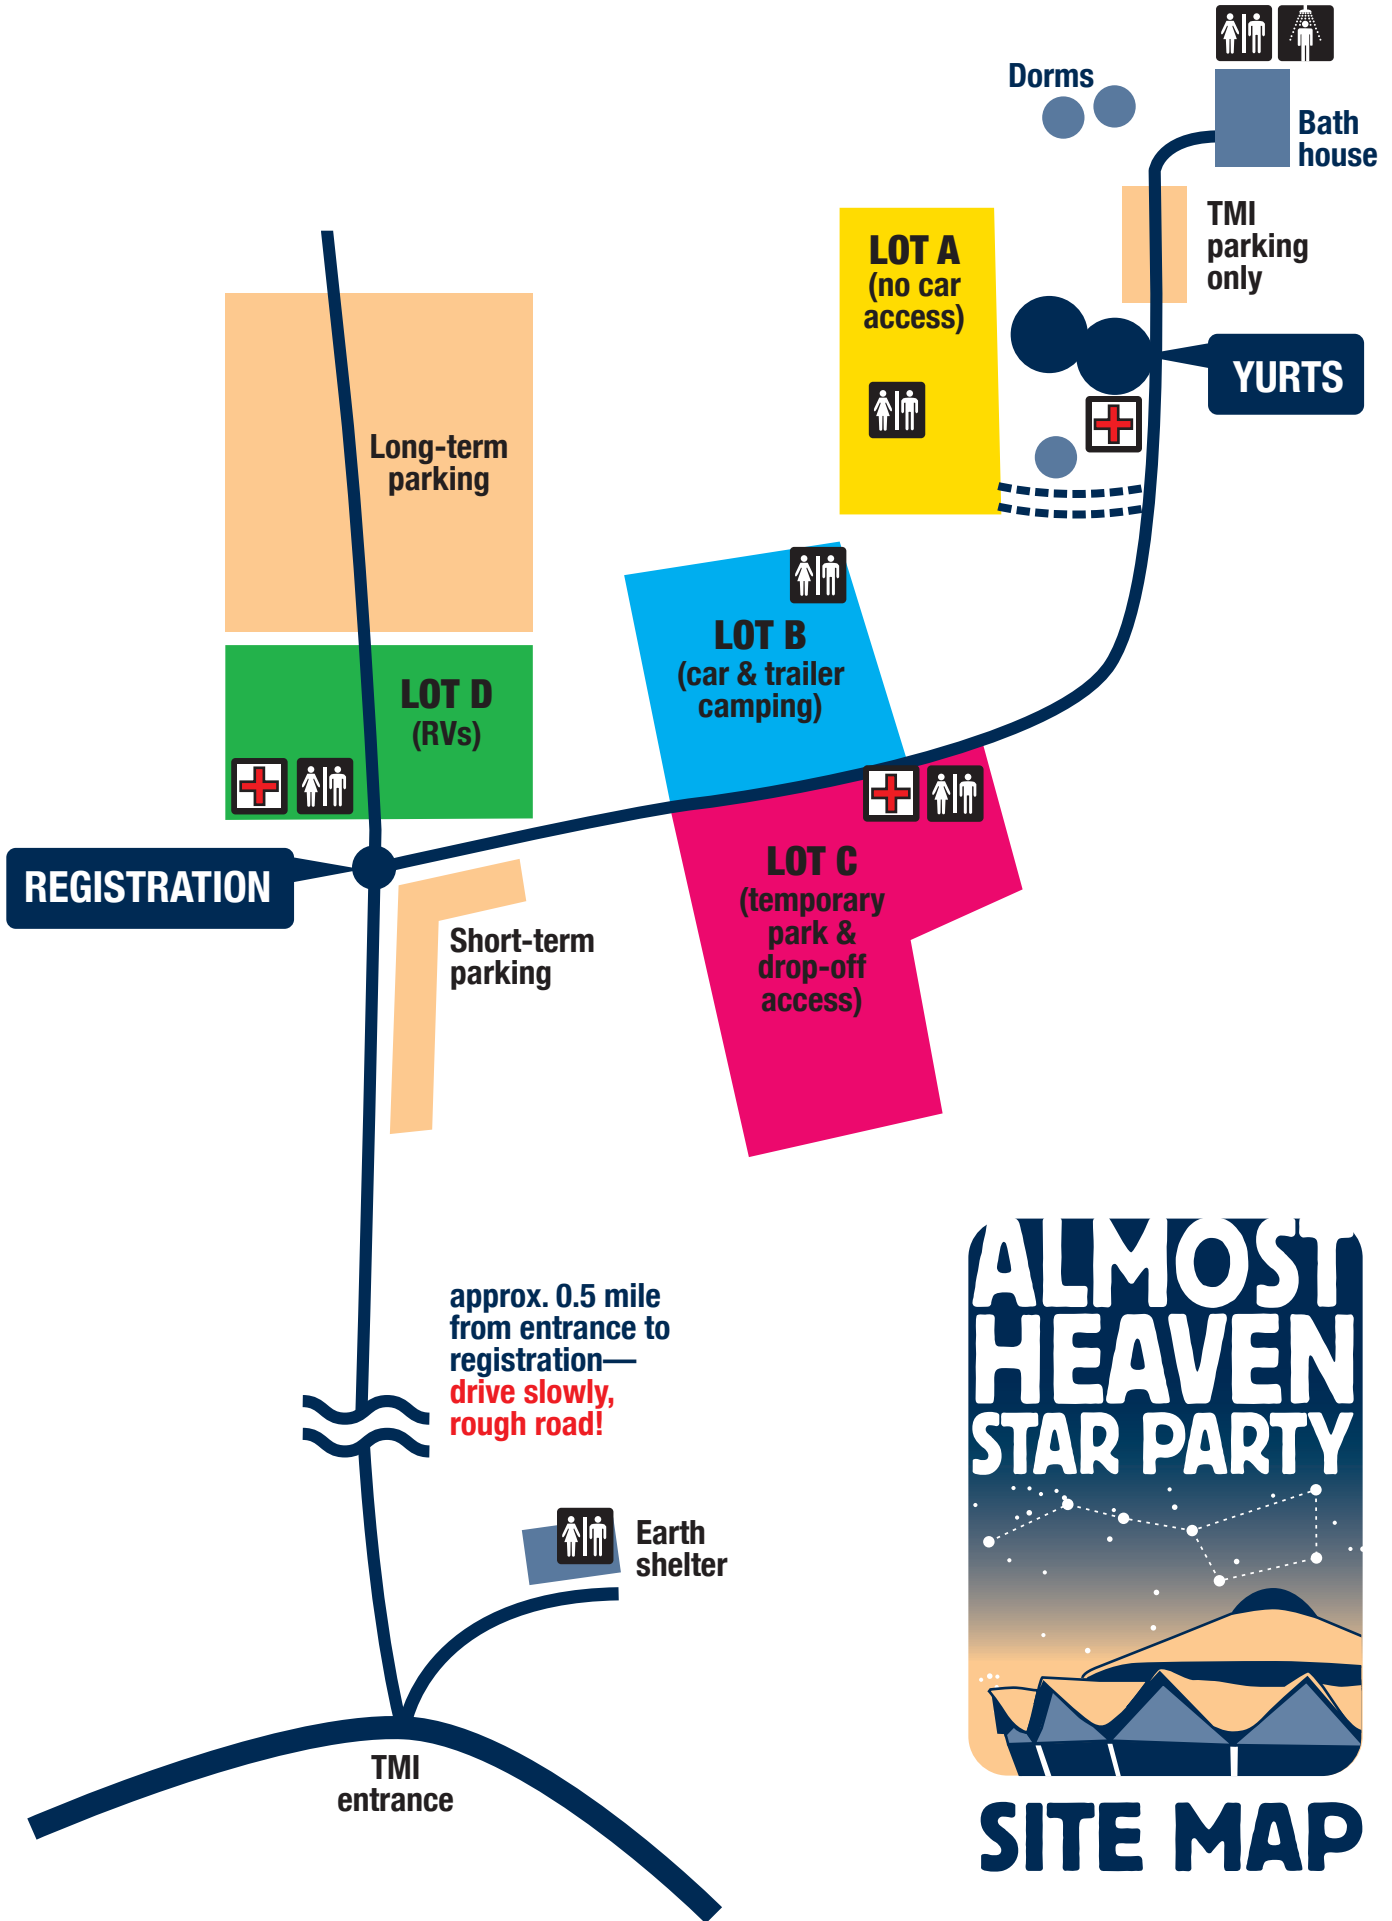 Dorms
Bath
house
TMI
parking
only
LOT A
(no car
access)
YURTS
Long-term
parking
LOT B
(car & trailer
camping)
LOT D
(RVs)
REGISTRATION
LOT C
(temporary
park &
drop-off
access)
Short-term
parking
approx. 0.5 mile
from entrance to
registration—
drive slowly,
rough road!
Earth
shelter
TMI
entrance
ALMOST
HEAVEN
STAR PARTY
SITE MAP